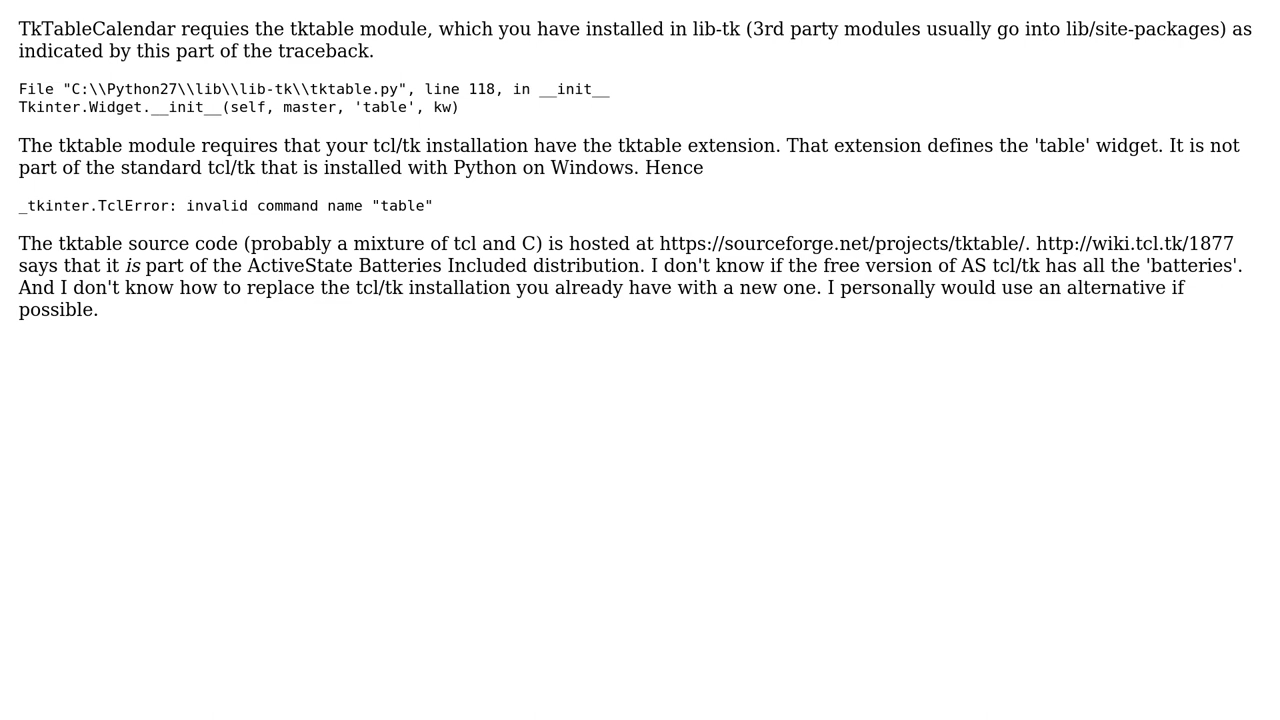 TkTableCalendar requies the tktable module, which you have installed in lib-tk (3rd party modules usually go into lib/site-packages) as
indicated by this part of the traceback.
File "C:\\Python27\\lib\\lib-tk\\tktable.py", line 118, in __init__
Tkinter.Widget.__init__(self, master, 'table', kw)
The tktable module requires that your tcl/tk installation have the tktable extension. That extension defines the 'table' widget. It is not
part of the standard tcl/tk that is installed with Python on Windows. Hence
_tkinter.TclError: invalid command name "table"
The tktable source code (probably a mixture of tcl and C) is hosted at https://sourceforge.net/projects/tktable/. http://wiki.tcl.tk/1877
says that it is part of the ActiveState Batteries Included distribution. I don't know if the free version of AS tcl/tk has all the 'batteries'.
And I don't know how to replace the tcl/tk installation you already have with a new one. I personally would use an alternative if
possible.